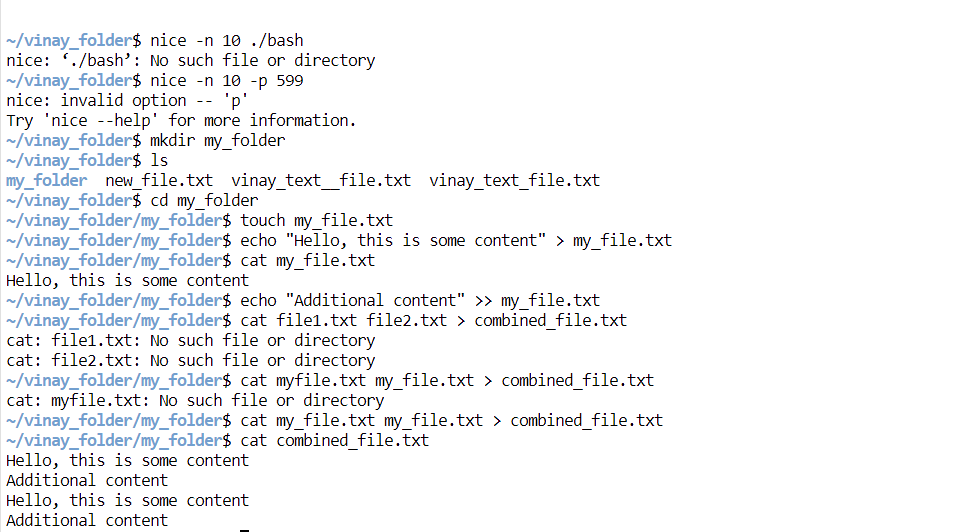 ~/vinay_folder$ nice -n 10 ./bash
nice: ‘./bash’: No such file or directory
~/vinay_folder$ nice -n 10 -p 599
nice: invalid option -- 'p'
Try 'nice --help' for more information.
~/vinay_folder$ mkdir my_folder
~/vinay_folder$ ls
my_folder  new_file.txt  vinay_text__file.txt  vinay_text_file.txt
~/vinay_folder$ cd my_folder
~/vinay_folder/my_folder$ touch my_file.txt
~/vinay_folder/my_folder$ echo "Hello, this is some content" > my_file.txt
~/vinay_folder/my_folder$ cat my_file.txt
Hello, this is some content
~/vinay_folder/my_folder$ echo "Additional content" >> my_file.txt
~/vinay_folder/my_folder$ cat file1.txt file2.txt > combined_file.txt
cat: file1.txt: No such file or directory
cat: file2.txt: No such file or directory
~/vinay_folder/my_folder$ cat myfile.txt my_file.txt > combined_file.txt
cat: myfile.txt: No such file or directory
~/vinay_folder/my_folder$ cat my_file.txt my_file.txt > combined_file.txt
~/vinay_folder/my_folder$ cat combined_file.txt
Hello, this is some content
Additional content
Hello, this is some content
Additional content